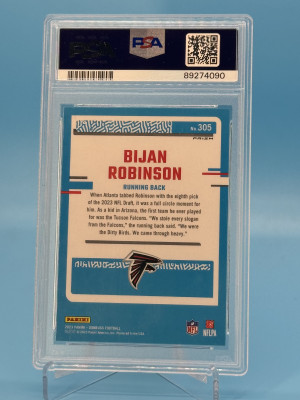 PSA
89274090
No. 305
PRIZM
BIJAN
ROBINSON
RUNNING BACK
When Atlanta tabbed Robinson with the eighth pick
of the 2023 NFL Draft, it was a full circle moment for
him. As a kid in Arizona, the first team he ever played
for was the Tucson Falcons. "We stole every slogan
from the Falcons," the running back said. "We were
the Dirty Birds. We came through heavy."
PANINI
NFL
NFLPA